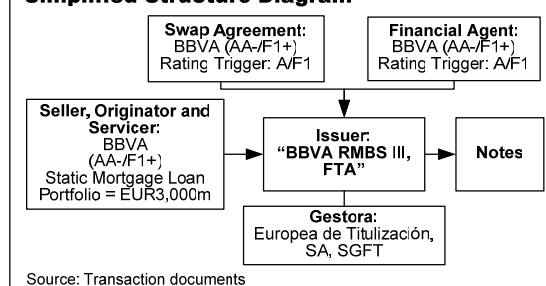 Simplified Structure Diagram
Swap Agreement:
BBVA (AA-/F1+)
Rating Trigger: A/F1
Financial Agent:
BBVA (AA-/F1+)
Rating Trigger: A/F1
Seller, Originator and
Servicer:
BBVA
(AA-/F1+)
Static Mortgage Loan
Portfolio = EUR3,000m
Issuer:
“BBVA RMBS III,
FTA”
Notes
Gestora:
Europea de Titulización,
SA, SGFT
Source: Transaction documents